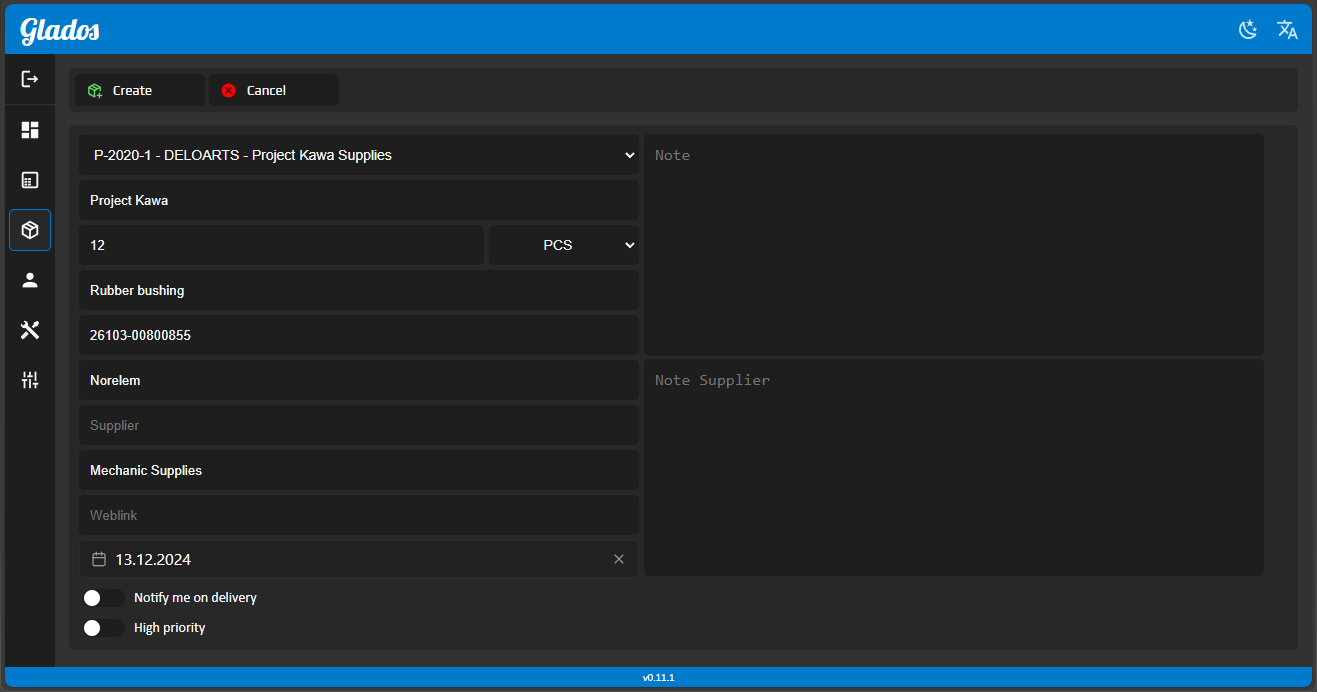 Glados
Create
Cancel
P-2020-1 - DELOARTS - Project Kawa Supplies
Note
Project Kawa
12
PCS
Rubber bushing
26103-00800855
Norelem
Note Supplier
Supplier
Mechanic Supplies
Weblink
13.12.2024
Notify me on delivery
High priority
v0.11.1